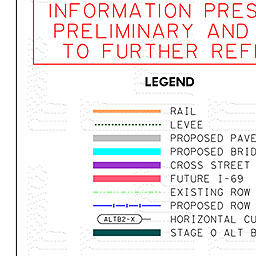 INFORMATION PRES
PRELIMINARY AND
TO FURTHER REF
LEGEND
RAIL
LEVEE
PROPOSED PAVE
PROPOSED BRID
CROSS STREET
FUTURE I-69
EXISTING ROW
PROPOSED ROW
ALTB2-X HORIZONTAL CU
STAGE 0 ALT B